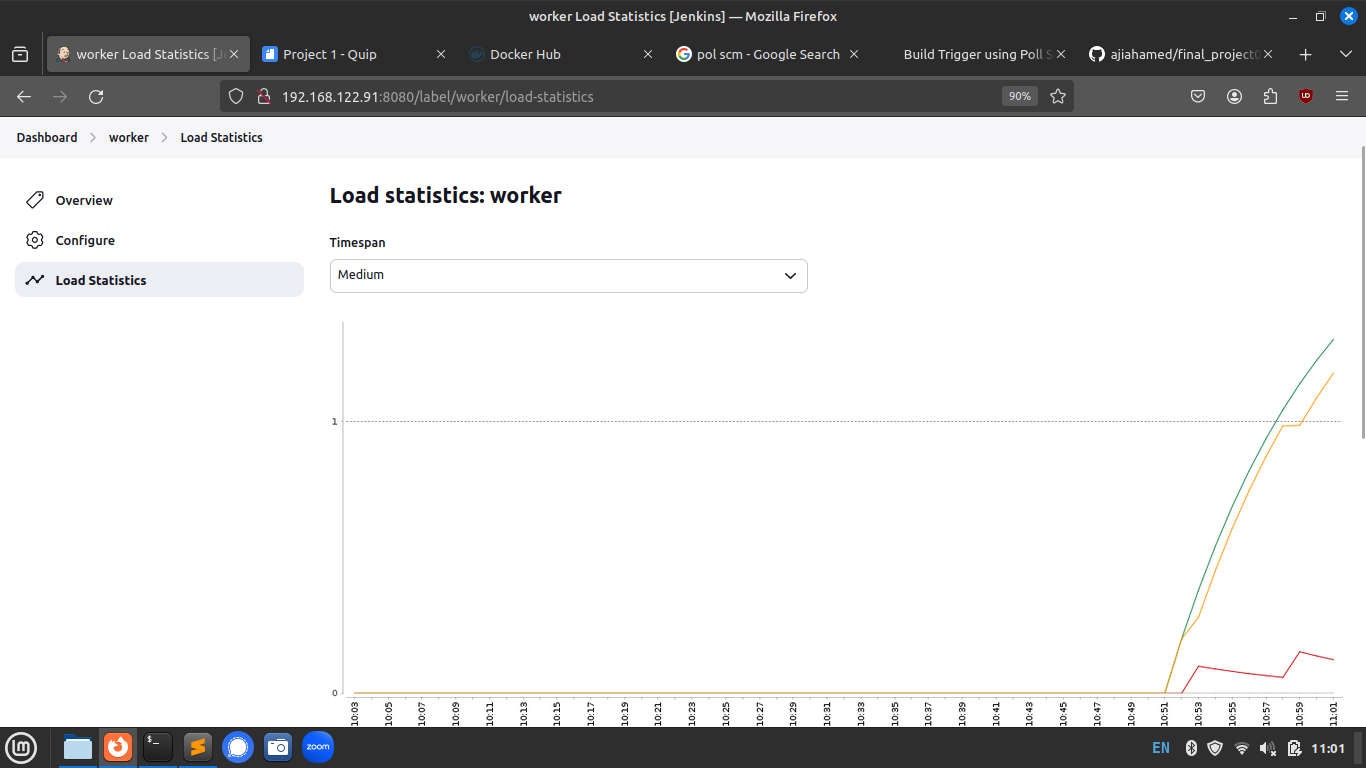 worker Load Statistics [Jenkins] — Mozilla Firefox
worker Load Statistics [Je
Project 1 - Quip
Docker Hub
pol scm - Google Search
Build Trigger using Poll S
ajiahamed/final_project0
192.168.122.91:8080/label/worker/load-statistics
90%
Dashboard
worker
Load Statistics
Overview
Configure
Load Statistics
Load statistics: worker
Timespan
Medium
1
0
10:03
10:05
10:07
10:09
10:11
10:13
10:15
10:17
10:19
10:21
10:23
10:25
10:27
10:29
10:31
10:33
10:35
10:37
10:39
10:41
10:43
10:45
10:47
10:49
10:51
10:53
10:55
10:57
10:59
11:01
zoom
EN
11:01